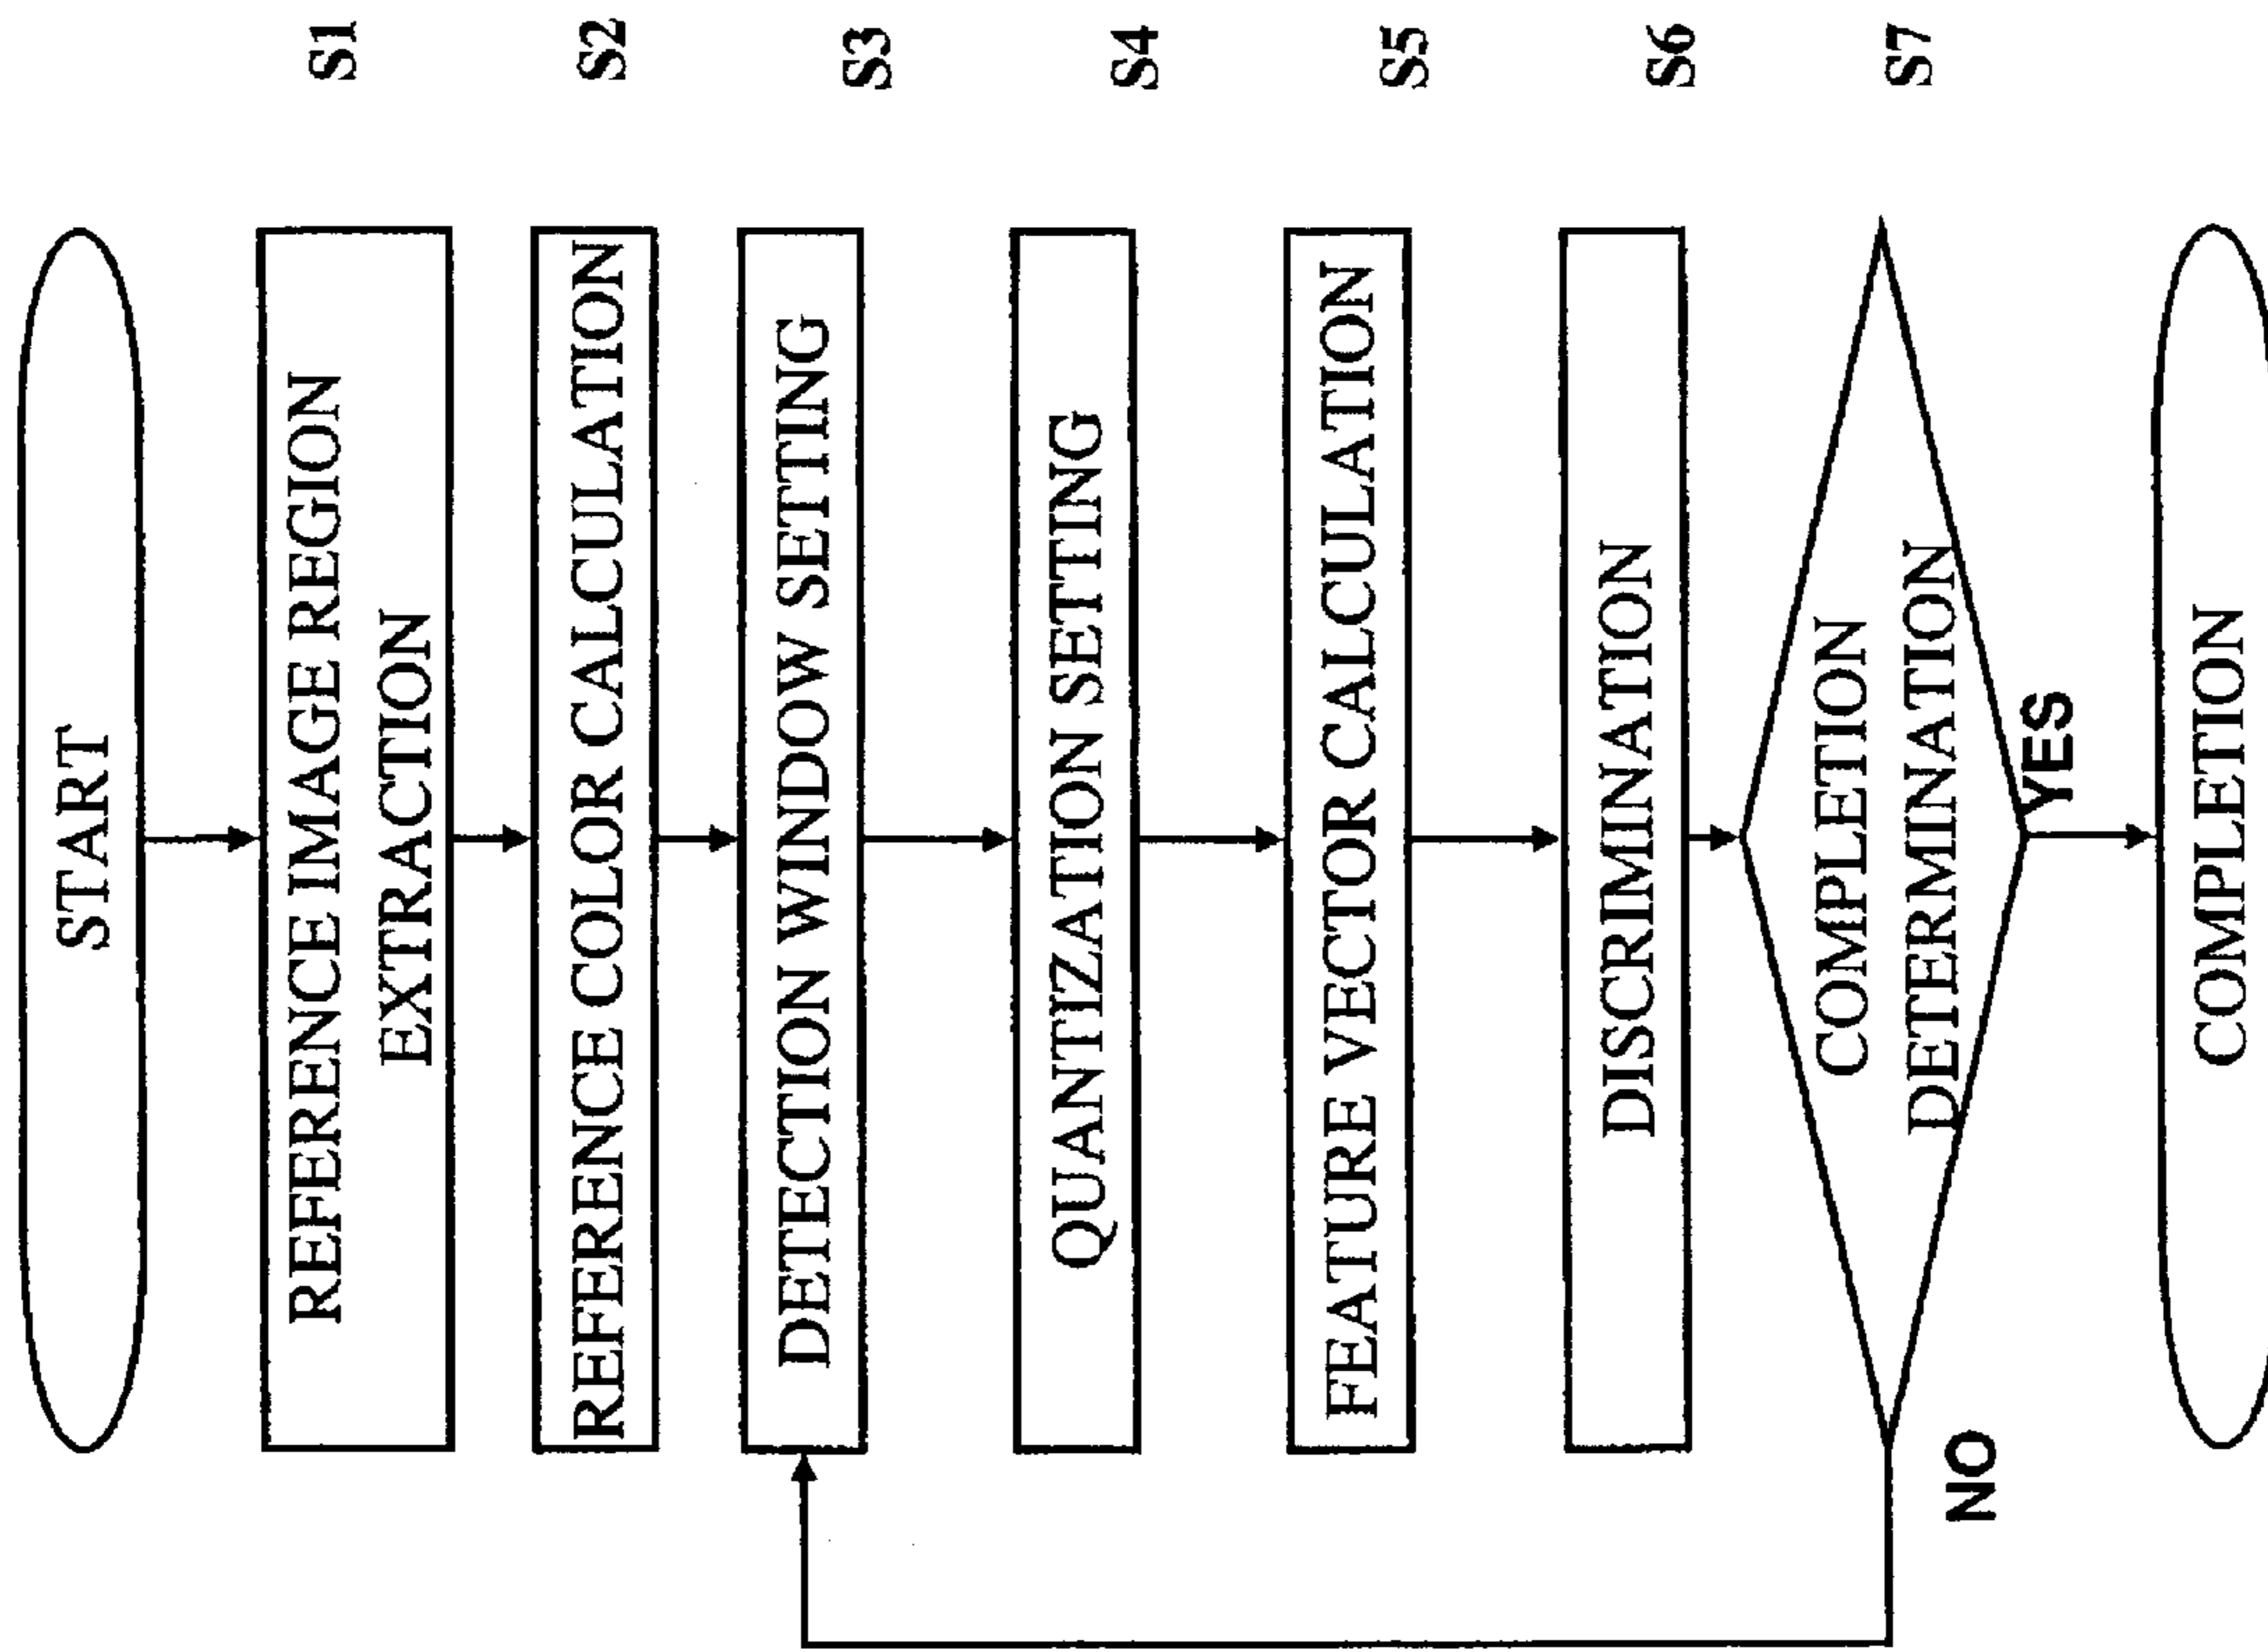 START
REFERENCE IMAGE REGION
EXTRACTION
S1
REFERENCE COLOR CALCULATION
S2
DETECTION WINDOW SETTING
S3
QUANTIZATION SETTING
S4
FEATURE VECTOR CALCULATION
S5
DISCRIMINATION
S6
COMPLETION
DETERMINATION
S7
NO
YES
COMPLETION